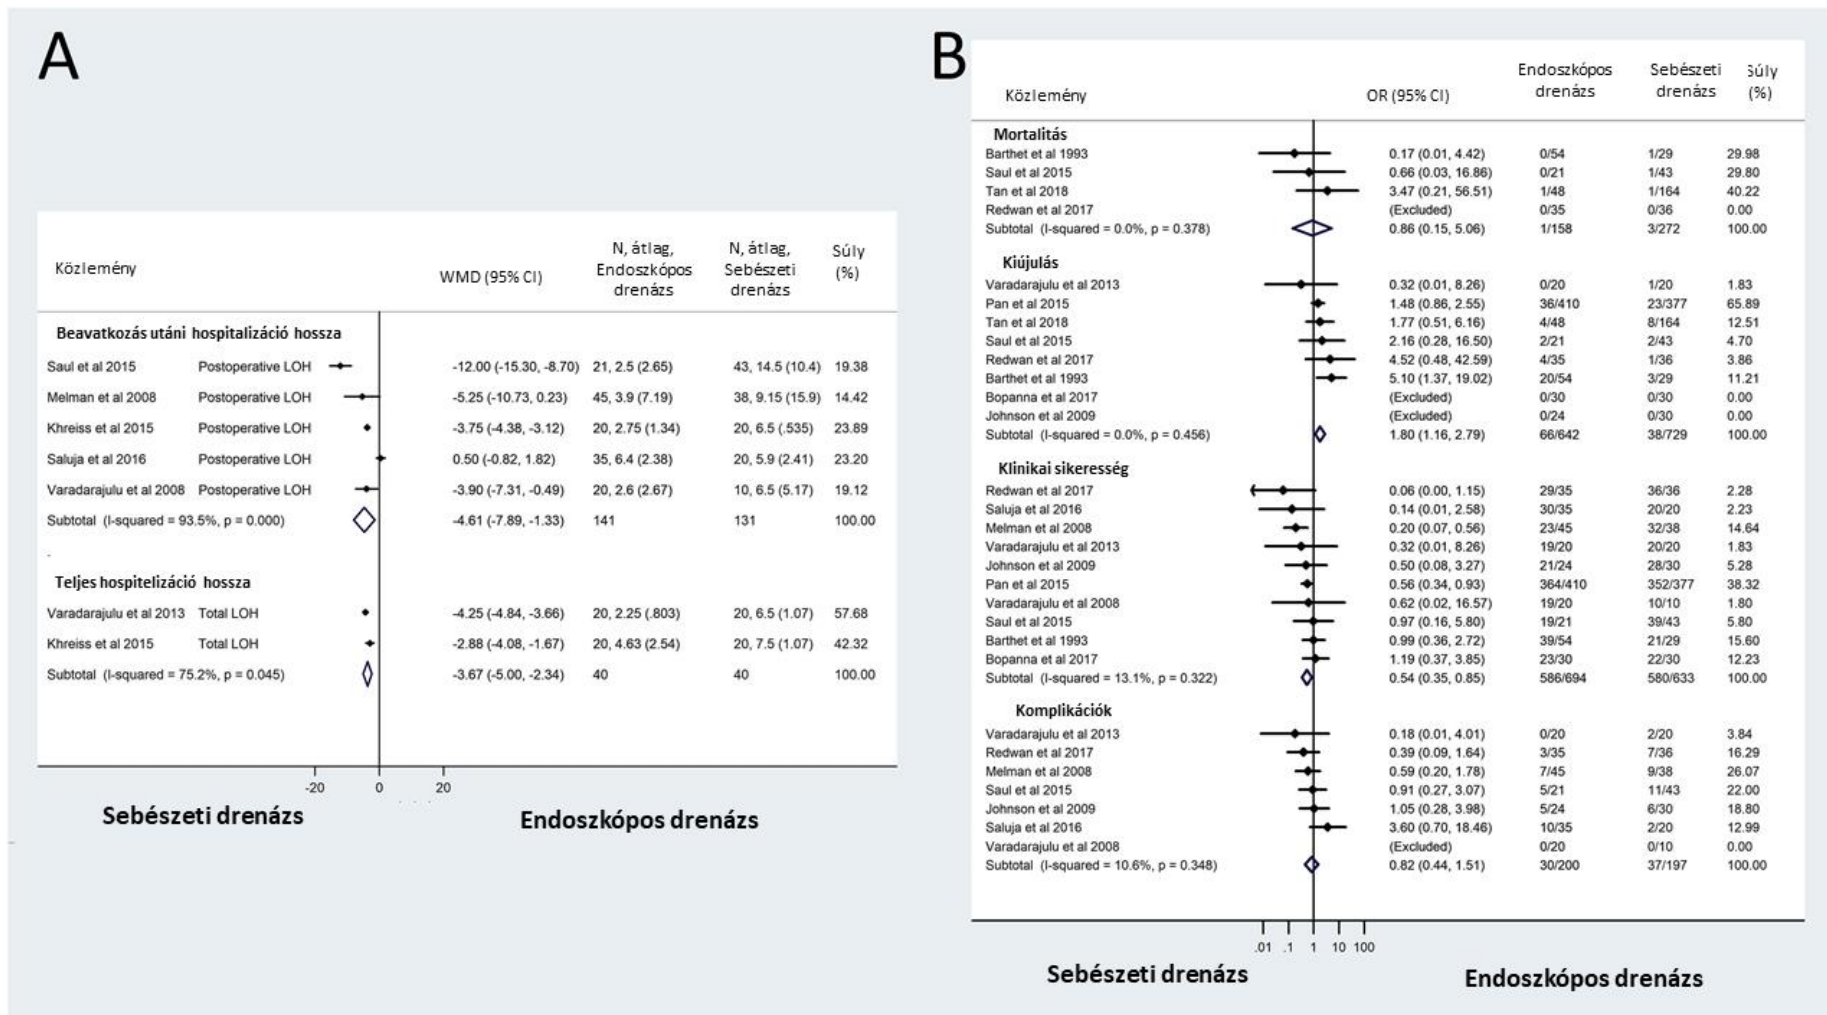 A
Közlemény
WMD (95% CI)
N, átlag,
Endoszkópos
drenázs
N, átlag,
Sebészeti
drenázs
Súly
(%)
Beavatkozás utáni hospitalizáció hossza
Saul et al 2015 Postoperative LOH -12.00 (-15.30, -8.70) 21, 2.5 (2.65) 43, 14.5 (10.4) 19.38
Melman et al 2008 Postoperative LOH -5.25 (-10.73, 0.23) 45, 3.9 (7.19) 38, 9.15 (15.9) 14.42
Khreiss et al 2015 Postoperative LOH -3.75 (-4.38, -3.12) 20, 2.75 (1.34) 20, 6.5 (.535) 23.89
Saluja et al 2016 Postoperative LOH 0.50 (-0.82, 1.82) 35, 6.4 (2.38) 20, 5.9 (2.41) 23.20
Varadarajulu et al 2008 Postoperative LOH -3.90 (-7.31, -0.49) 20, 2.6 (2.67) 10, 6.5 (5.17) 19.12
Subtotal (I-squared = 93.5%, p = 0.000) -4.61 (-7.89, -1.33) 141 131 100.00
.
Teljes hospitelizáció hossza
Varadarajulu et al 2013 Total LOH -4.25 (-4.84, -3.66) 20, 2.25 (.803) 20, 6.5 (1.07) 57.68
Khreiss et al 2015 Total LOH -2.88 (-4.08, -1.67) 20, 4.63 (2.54) 20, 7.5 (1.07) 42.32
Subtotal (I-squared = 75.2%, p = 0.045) -3.67 (-5.00, -2.34) 40 40 100.00
-20 0 20
Sebészeti drenázs Endoszkópos drenázs
B
Közlemény
OR (95% CI)
Endoszkópos
drenázs
Sebészeti
drenázs
Súly
(%)
Mortalitás
Barthet et al 1993 0.17 (0.01, 4.42) 0/54 1/29 29.98
Saul et al 2015 0.66 (0.03, 16.86) 0/21 1/43 29.80
Tan et al 2018 3.47 (0.21, 56.51) 1/48 1/164 40.22
Redwan et al 2017 (Excluded) 0/35 0/36 0.00
Subtotal (I-squared = 0.0%, p = 0.378) 0.86 (0.15, 5.06) 1/158 3/272 100.00
Kiújulás
Varadarajulu et al 2013 0.32 (0.01, 8.26) 0/20 1/20 1.83
Pan et al 2015 1.48 (0.86, 2.55) 36/410 23/377 65.89
Tan et al 2018 1.77 (0.51, 6.16) 4/48 8/164 12.51
Saul et al 2015 2.16 (0.28, 16.50) 2/21 2/43 4.70
Redwan et al 2017 4.52 (0.48, 42.59) 4/35 1/36 3.86
Barthet et al 1993 5.10 (1.37, 19.02) 20/54 3/29 11.21
Bopanna et al 2017 (Excluded) 0/30 0/30 0.00
Johnson et al 2009 (Excluded) 0/24 0/30 0.00
Subtotal (I-squared = 0.0%, p = 0.456) 1.80 (1.16, 2.79) 66/642 38/729 100.00
Klinikai sikeresség
Redwan et al 2017 0.06 (0.00, 1.15) 29/35 36/36 2.28
Saluja et al 2016 0.14 (0.01, 2.58) 30/35 20/20 2.23
Melman et al 2008 0.20 (0.07, 0.56) 23/45 32/38 14.64
Varadarajulu et al 2013 0.32 (0.01, 8.26) 19/20 20/20 1.83
Johnson et al 2009 0.50 (0.08, 3.27) 21/24 28/30 5.28
Pan et al 2015 0.56 (0.34, 0.93) 364/410 352/377 38.32
Varadarajulu et al 2008 0.62 (0.02, 16.57) 19/20 10/10 1.80
Saul et al 2015 0.97 (0.16, 5.80) 19/21 39/43 5.80
Barthet et al 1993 0.99 (0.36, 2.72) 39/54 21/29 15.60
Bopanna et al 2017 1.19 (0.37, 3.85) 23/30 22/30 12.23
Subtotal (I-squared = 13.1%, p = 0.322) 0.54 (0.35, 0.85) 586/694 580/633 100.00
Komplikációk
Varadarajulu et al 2013 0.18 (0.01, 4.01) 0/20 2/20 3.84
Redwan et al 2017 0.39 (0.09, 1.64) 3/35 7/36 16.29
Melman et al 2008 0.59 (0.20, 1.78) 7/45 9/38 26.07
Saul et al 2015 0.91 (0.27, 3.07) 5/21 11/43 22.00
Johnson et al 2009 1.05 (0.28, 3.98) 5/24 6/30 18.80
Saluja et al 2016 3.60 (0.70, 18.46) 10/35 2/20 12.99
Varadarajulu et al 2008 (Excluded) 0/20 0/10 0.00
Subtotal (I-squared = 10.6%, p = 0.348) 0.82 (0.44, 1.51) 30/200 37/197 100.00
.01 .1 1 10 100
Sebészeti drenázs Endoszkópos drenázs